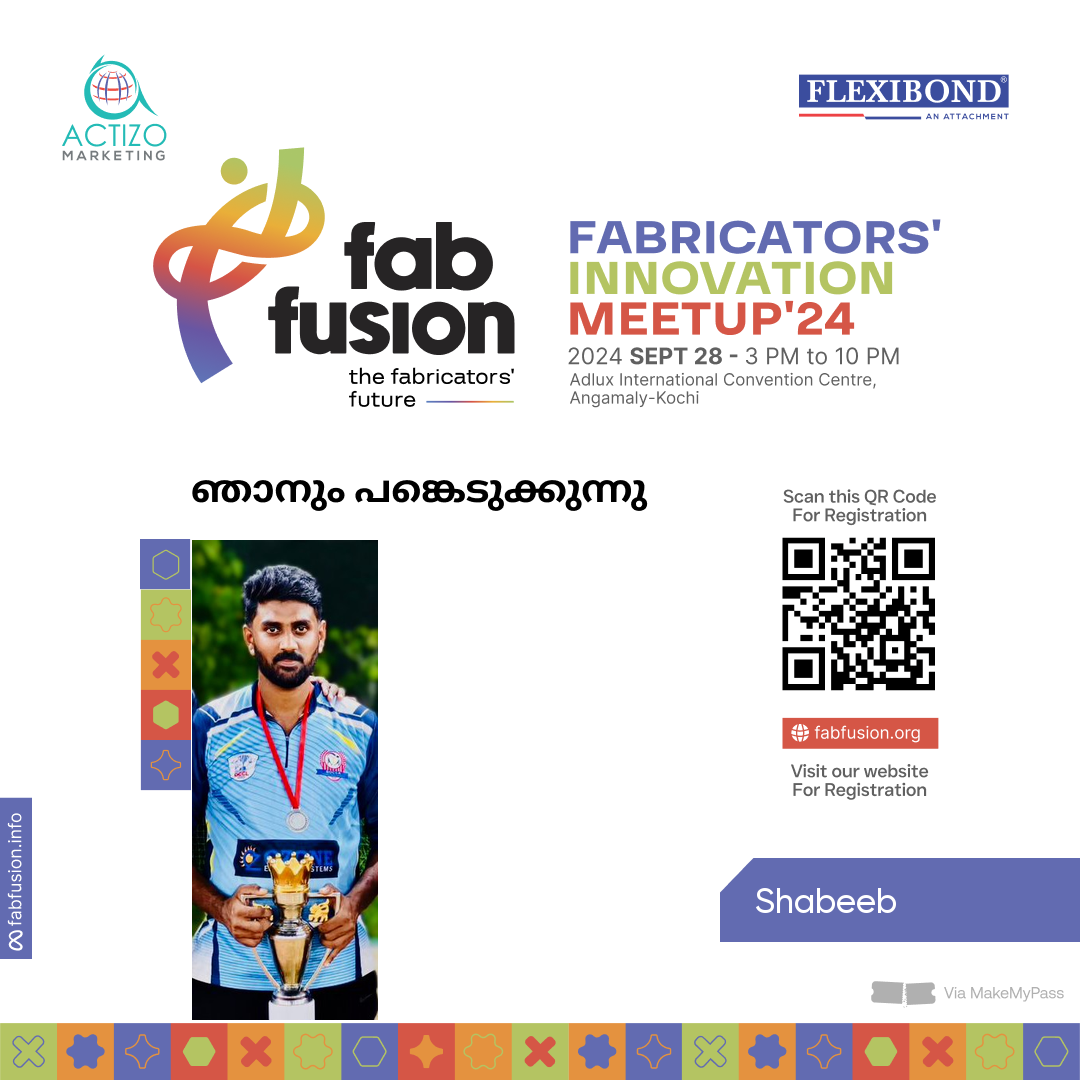 ACTIZO
MARKETING
FLEXIBOND®
AN ATTACHMENT
fab
fusion
the fabricators'
future
FABRICATORS'
INNOVATION
MEETUP'24
2024 SEPT 28 - 3 PM to 10 PM
Adlux International Convention Centre,
Angamaly-Kochi
ഞാനും പങ്കെടുക്കുന്നു
Scan this QR Code
For Registration
fabfusion.org
Visit our website
For Registration
fabfusion.info
Shabeeb
Via MakeMyPass